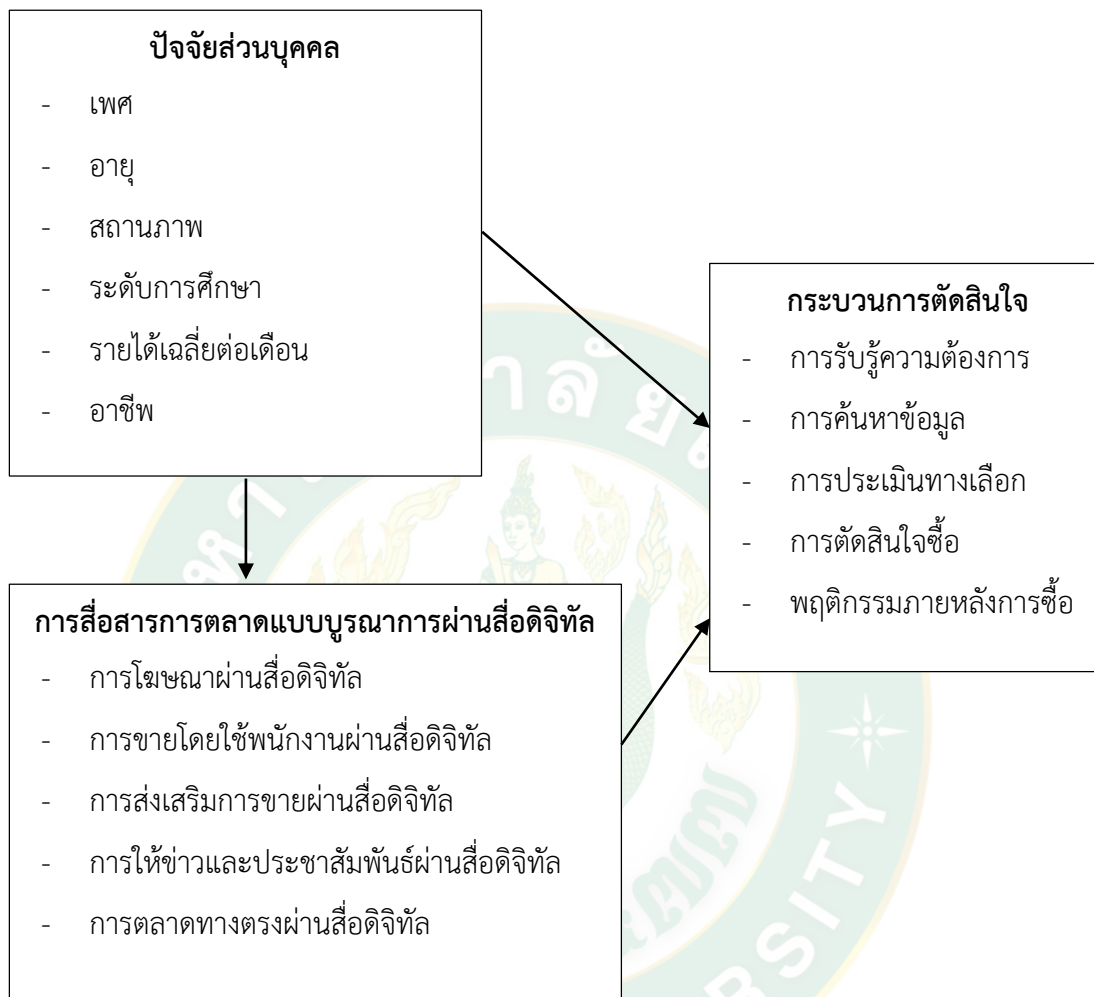 ปัจจัยส่วนบุคคล
- เพศ
- อายุ
- สถานภาพ
- ระดับการศึกษา
- รายได้เฉลี่ยต่อเดือน
- อาชีพ
กระบวนการตัดสินใจ
- การรับรู้ความต้องการ
- การค้นหาข้อมูล
- การประเมินทางเลือก
- การตัดสินใจซื้อ
- พฤติกรรมภายหลังการซื้อ
การสื่อสารการตลาดแบบบูรณาการผ่านสื่อดิจิทัล
- การโฆษณาผ่านสื่อดิจิทัล
- การขายโดยใช้พนักงานผ่านสื่อดิจิทัล
- การส่งเสริมการขายผ่านสื่อดิจิทัล
- การให้ข่าวและประชาสัมพันธ์ผ่านสื่อดิจิทัล
- การตลาดทางตรงผ่านสื่อดิจิทัล